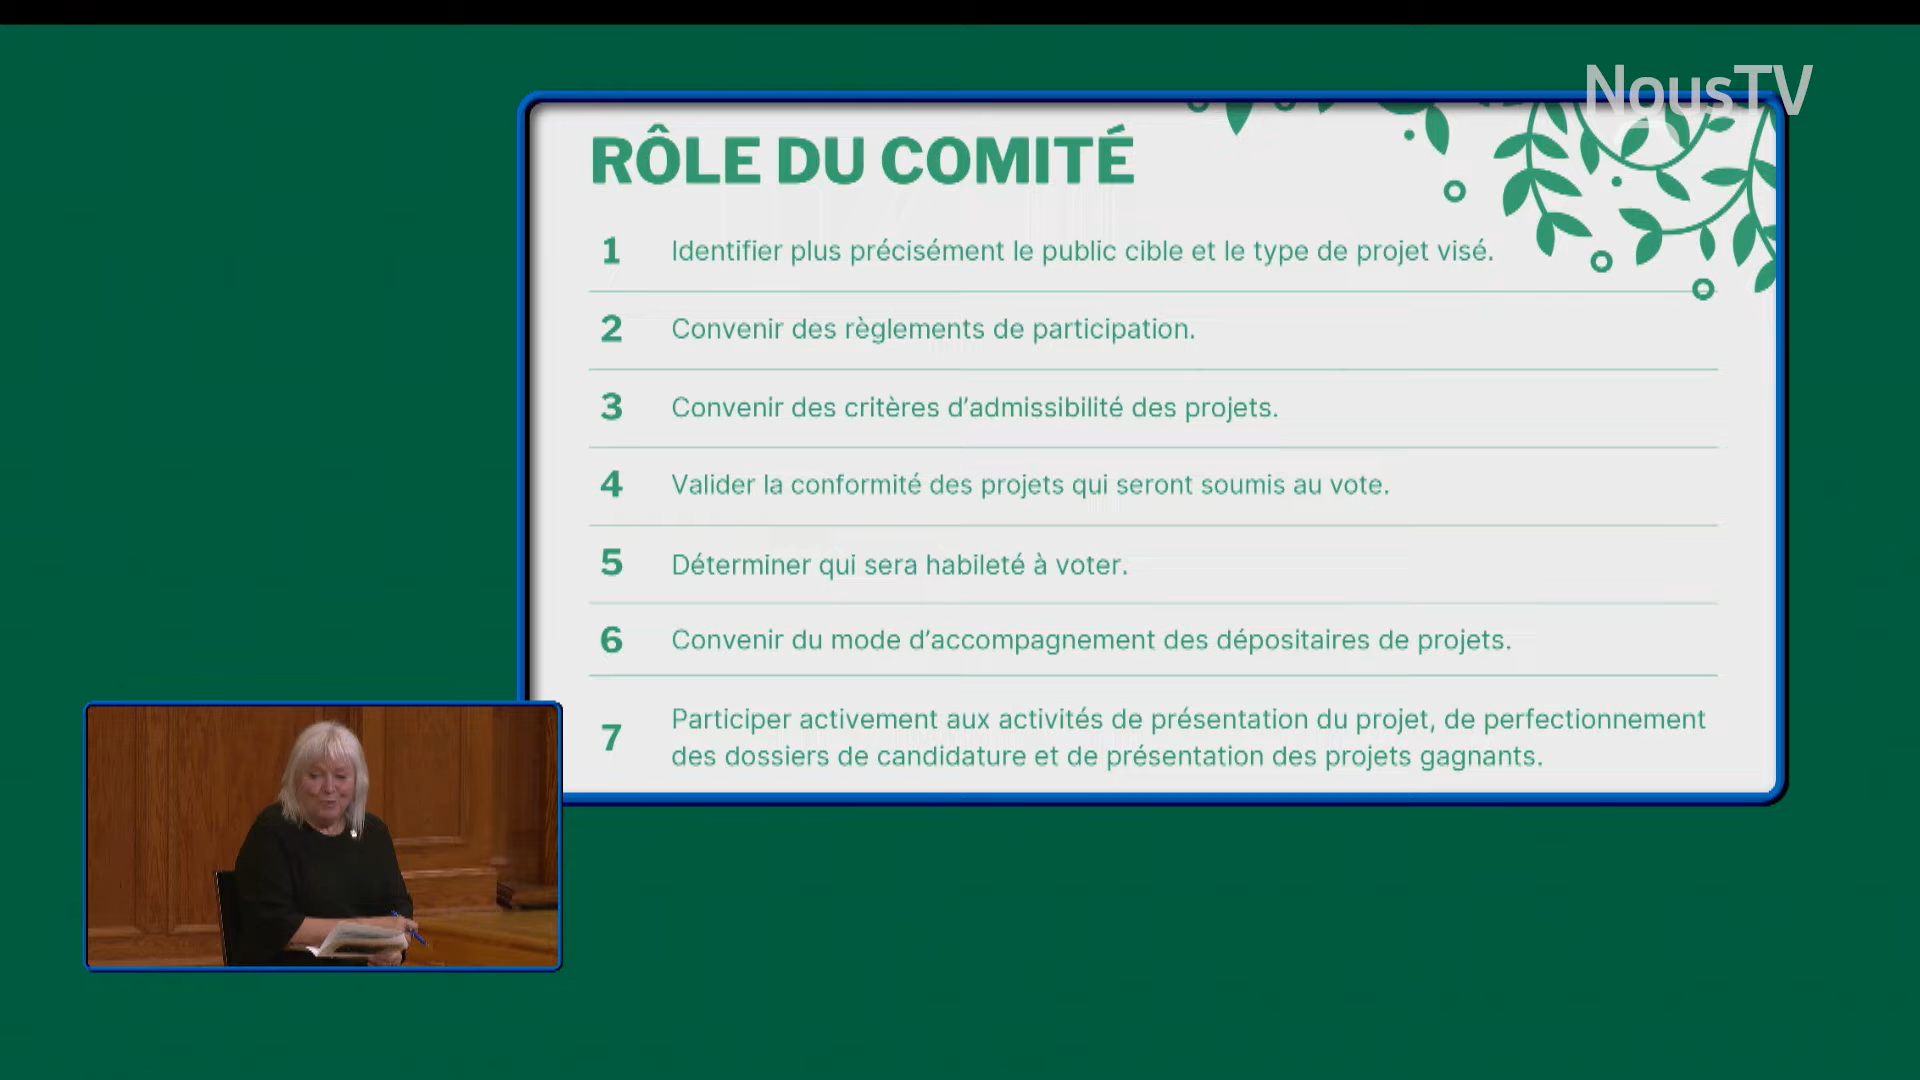 NousTV
RÔLE DU COMITÉ
1 Identifier plus précisément le public cible et le type de projet visé.
2 Convenir des règlements de participation.
3 Convenir des critères d’admissibilité des projets.
4 Valider la conformité des projets qui seront soumis au vote.
5 Déterminer qui sera habileté à voter.
6 Convenir du mode d’accompagnement des dépositaires de projets.
7 Participer activement aux activités de présentation du projet, de perfectionnement
des dossiers de candidature et de présentation des projets gagnants.